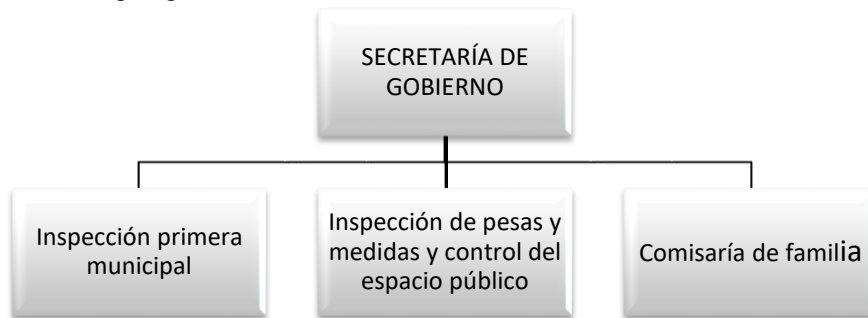 SECRETARÍA DE
GOBIERNO
Inspección primera
municipal
Inspección de pesas y
medidas y control del
espacio público
Comisaría de familia